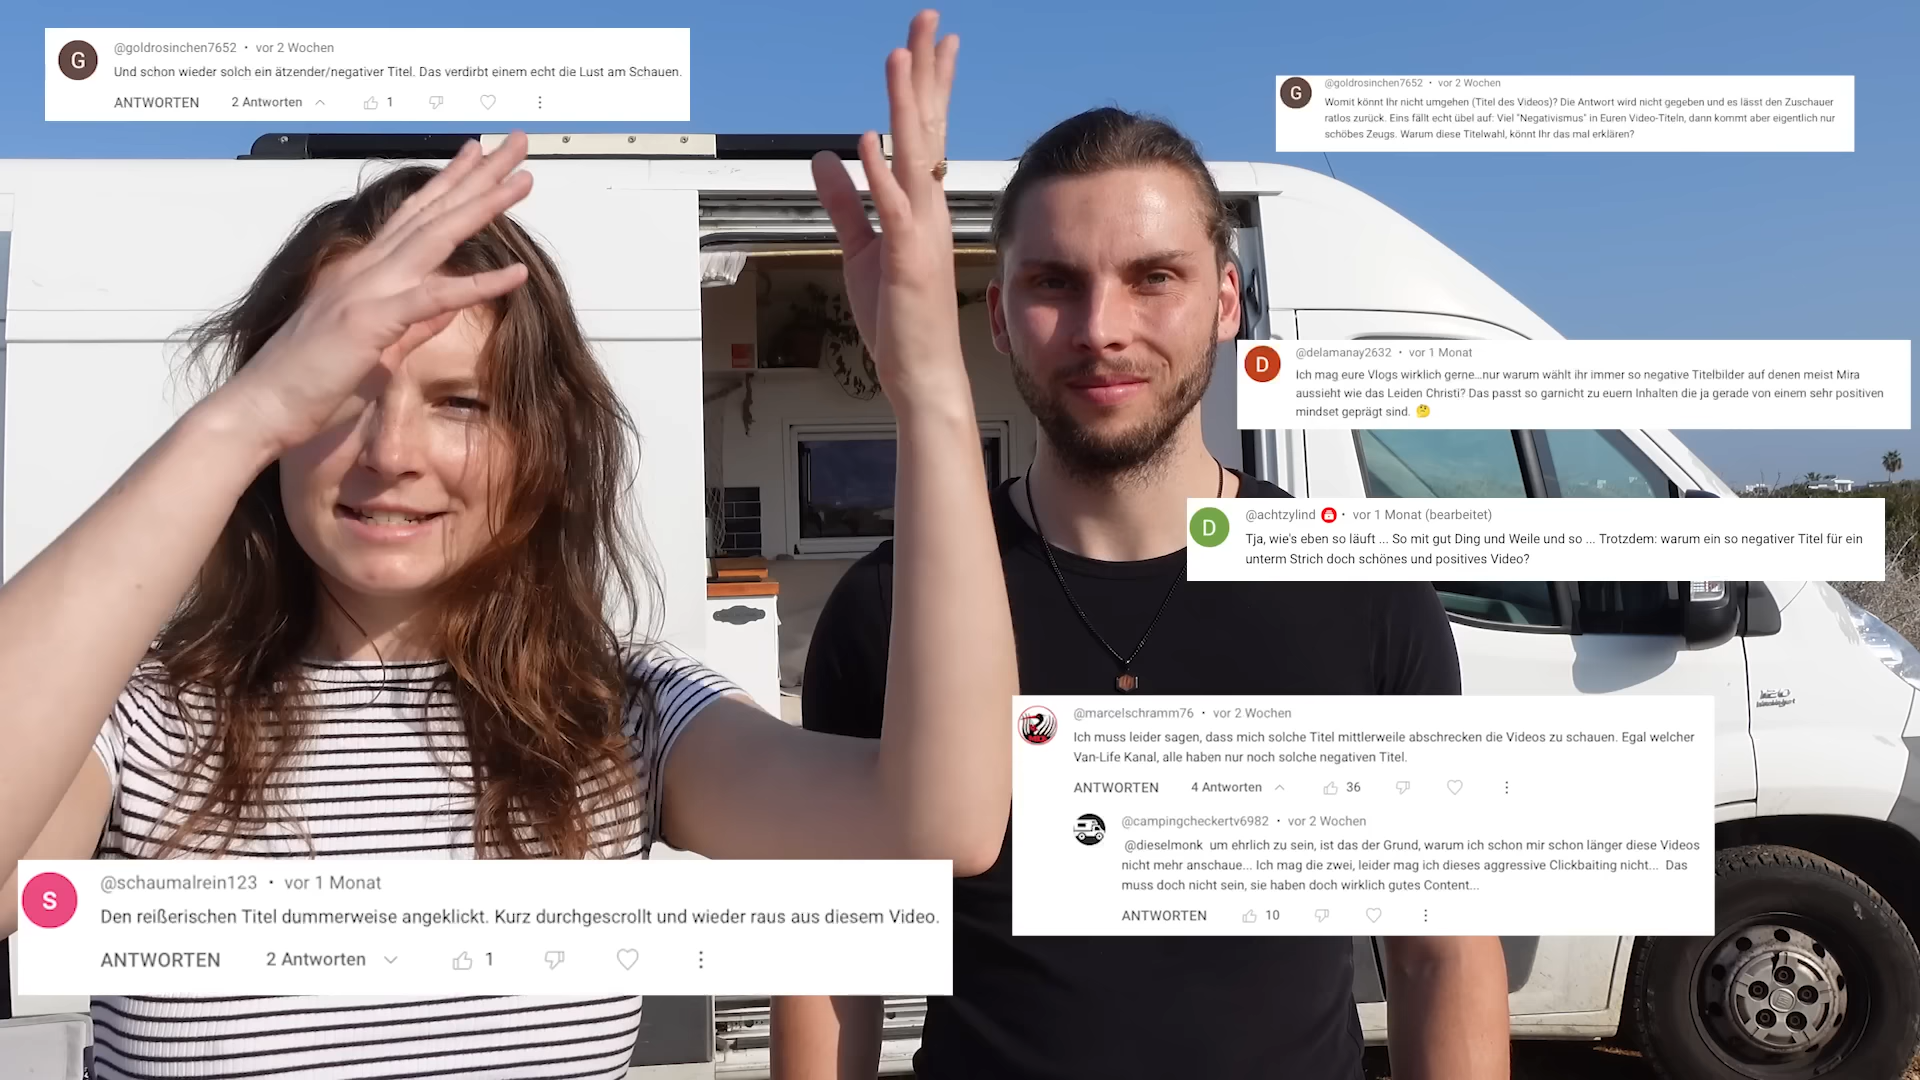 G
@goldrosinchen7652 • vor 2 Wochen
Und schon wieder solch ein ätzender/negativer Titel. Das verdirbt einem echt die Lust am Schauen.
ANTWORTEN 2 Antworten 1
G
@goldrosinchen7652 • vor 2 Wochen
Womit könnt Ihr nicht umgehen (Titel des Videos)? Die Antwort wird nicht gegeben und es lässt den Zuschauer
ratlos zurück. Eins fällt echt übel auf: Viel "Negativismus" in Euren Video-Titeln, dann kommt aber eigentlich nur
schöbes Zeugs. Warum diese Titelwahl, könnt Ihr das mal erklären?
D
@delamanay2632 • vor 1 Monat
Ich mag eure Vlogs wirklich gerne...nur warum wählt ihr immer so negative Titelbilder auf denen meist Mira
aussieht wie das Leiden Christi? Das passt so garnicht zu euern Inhalten die ja gerade von einem sehr positiven
mindset geprägt sind. 🤔
D
@achtzylind • vor 1 Monat (bearbeitet)
Tja, wie's eben so läuft ... So mit gut Ding und Weile und so ... Trotzdem: warum ein so negativer Titel für ein
unterm Strich doch schönes und positives Video?
@marcelschramm76 • vor 2 Wochen
Ich muss leider sagen, dass mich solche Titel mittlerweile abschrecken die Videos zu schauen. Egal welcher
Van-Life Kanal, alle haben nur noch solche negativen Titel.
ANTWORTEN 4 Antworten 36
@campingcheckertv6982 • vor 2 Wochen
@dieselmonk um ehrlich zu sein, ist das der Grund, warum ich schon mir schon länger diese Videos
nicht mehr anschaue... Ich mag die zwei, leider mag ich dieses aggressive Clickbaiting nicht... Das
muss doch nicht sein, sie haben doch wirklich gutes Content...
ANTWORTEN 10
S
@schaumalrein123 • vor 1 Monat
Den reißerischen Titel dummerweise angeklickt. Kurz durchgescrollt und wieder raus aus diesem Video.
ANTWORTEN 2 Antworten 1